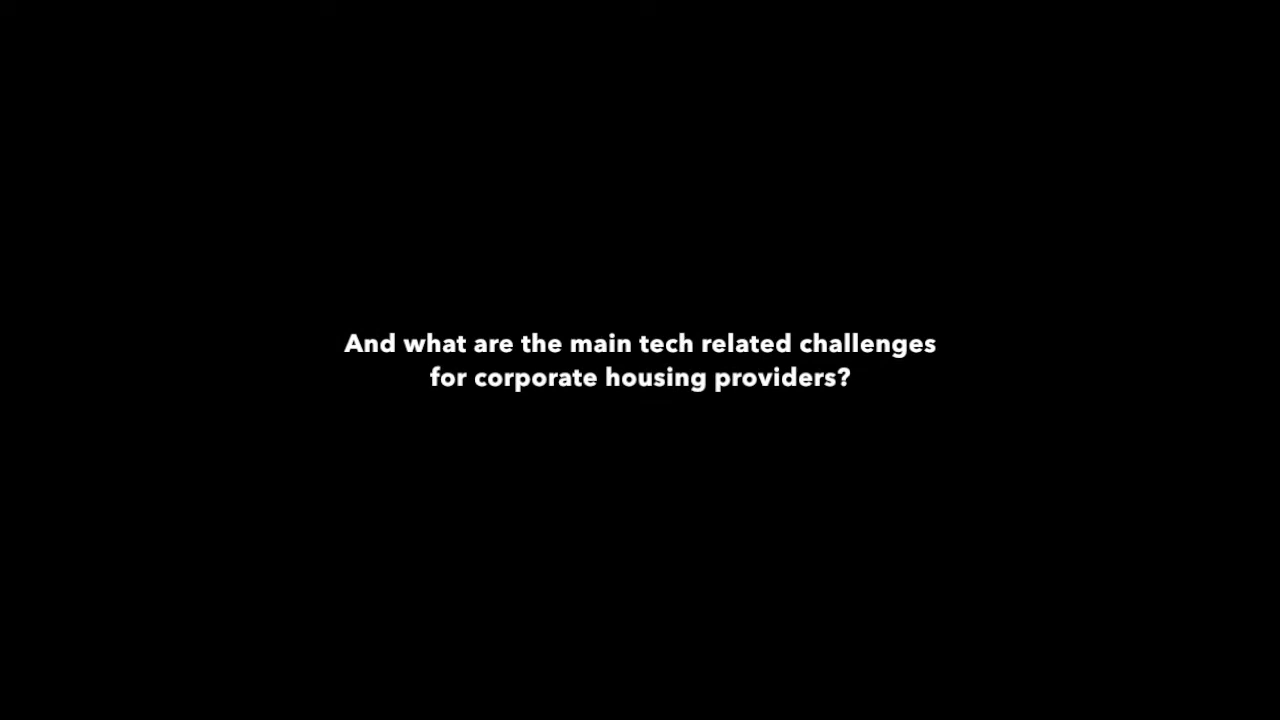 And what are the main tech related challenges
for corporate housing providers?